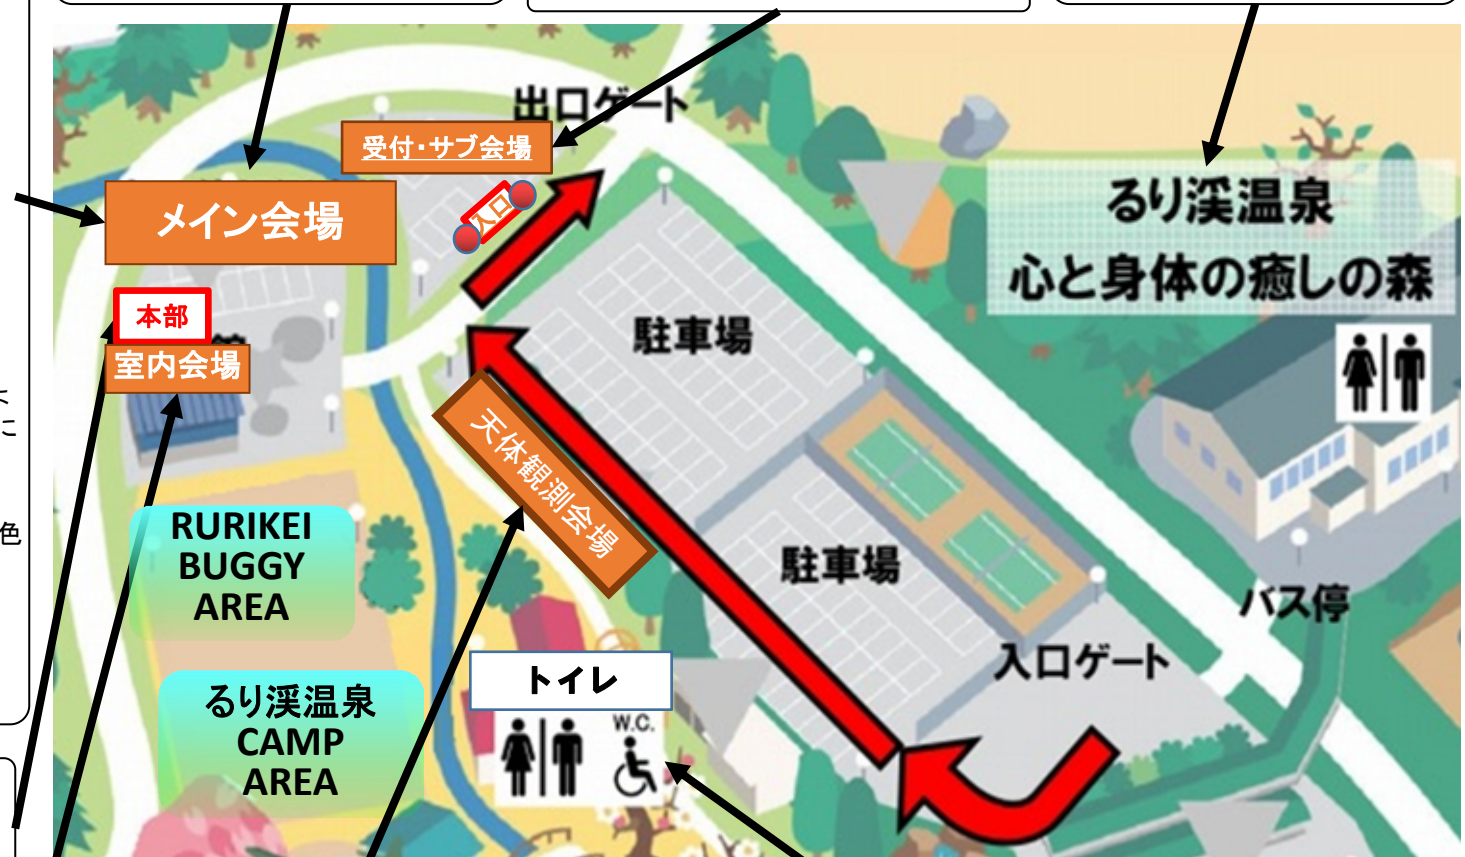 出口ゲート
受付・サブ会場
入口
メイン会場
るり渓温泉
心と身体の癒しの森
本部
館
室内会場
駐車場
天体観測会場
に
色
RURIKEI
BUGGY
AREA
駐車場
バス停
入口ゲート
トイレ
W.C.
るり渓温泉
CAMP
AREA